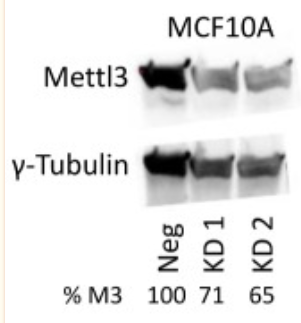 MCF10A
Mettl3
γ-Tubulin
Neg
KD 1
KD 2
% M3 100 71 65